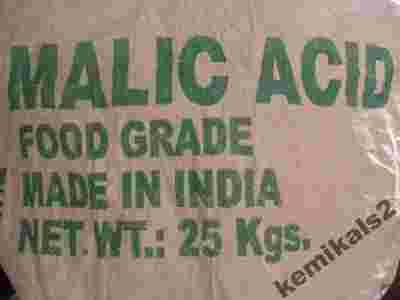 MALIC ACID
FOOD GRADE
MADE IN INDIA
NET. WT.: 25 Kgs.
kemikals2